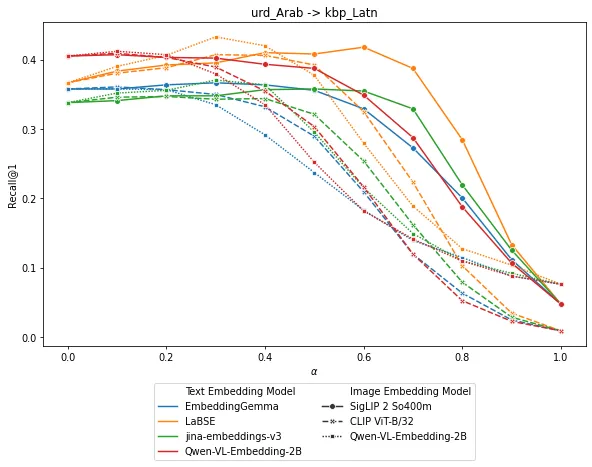 urd_Arab -> kbp_Latn
Recall@1
0.4
0.3
0.2
0.1
0.0
0.0 0.2 0.4 0.6 0.8 1.0
α
Text Embedding Model
EmbeddingGemma
LaBSE
jina-embeddings-v3
Qwen-VL-Embedding-2B
Image Embedding Model
SigLIP 2 So400m
CLIP ViT-B/32
Qwen-VL-Embedding-2B